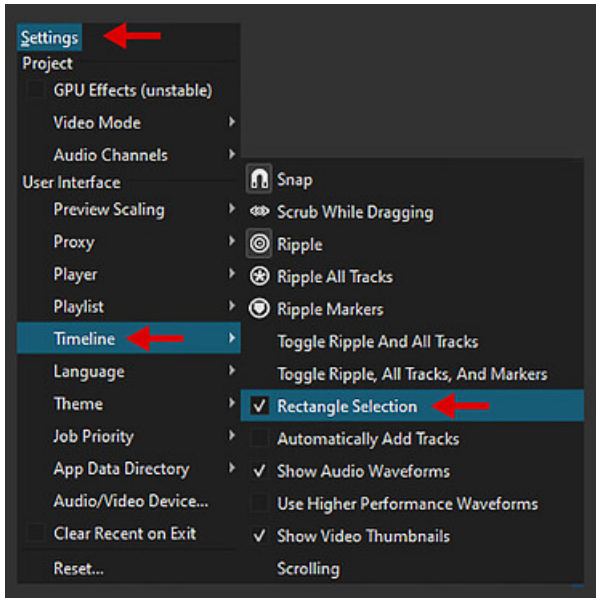 Settings
Project
GPU Effects (unstable)
Video Mode
Audio Channels
User Interface
Preview Scaling
Proxy
Player
Playlist
Timeline
Language
Theme
Job Priority
App Data Directory
Audio/Video Device...
Clear Recent on Exit
Reset...
Snap
Scrub While Dragging
Ripple
Ripple All Tracks
Ripple Markers
Toggle Ripple And All Tracks
Toggle Ripple, All Tracks, And Markers
Rectangle Selection
Automatically Add Tracks
Show Audio Waveforms
Use Higher Performance Waveforms
Show Video Thumbnails
Scrolling